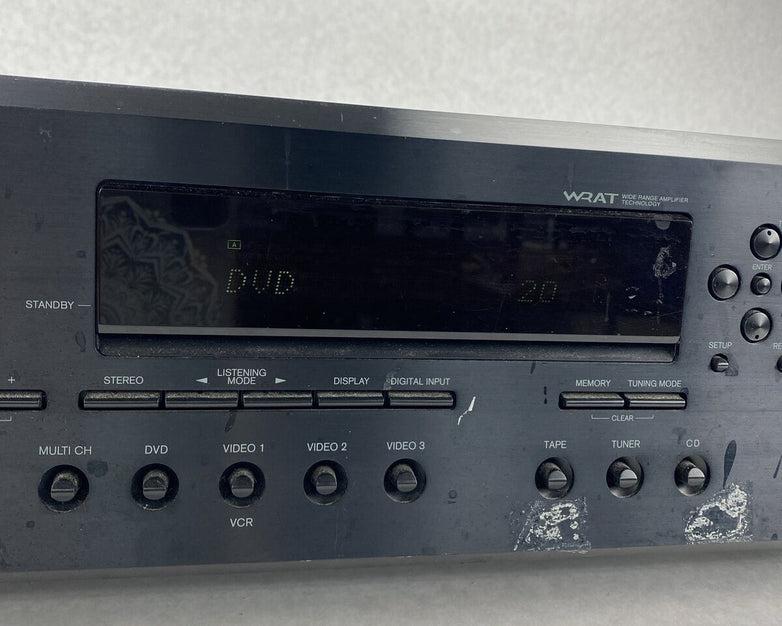 WRAT WIDE RANGE AMPLIFIER
TECHNOLOGY
A
DVD 20
ENTER
STANDBY
SETUP RE
+ STEREO LISTENING
MODE DISPLAY DIGITAL INPUT MEMORY TUNING MODE
CLEAR
MULTI CH DVD VIDEO 1 VIDEO 2 VIDEO 3 TAPE TUNER CD
VCR